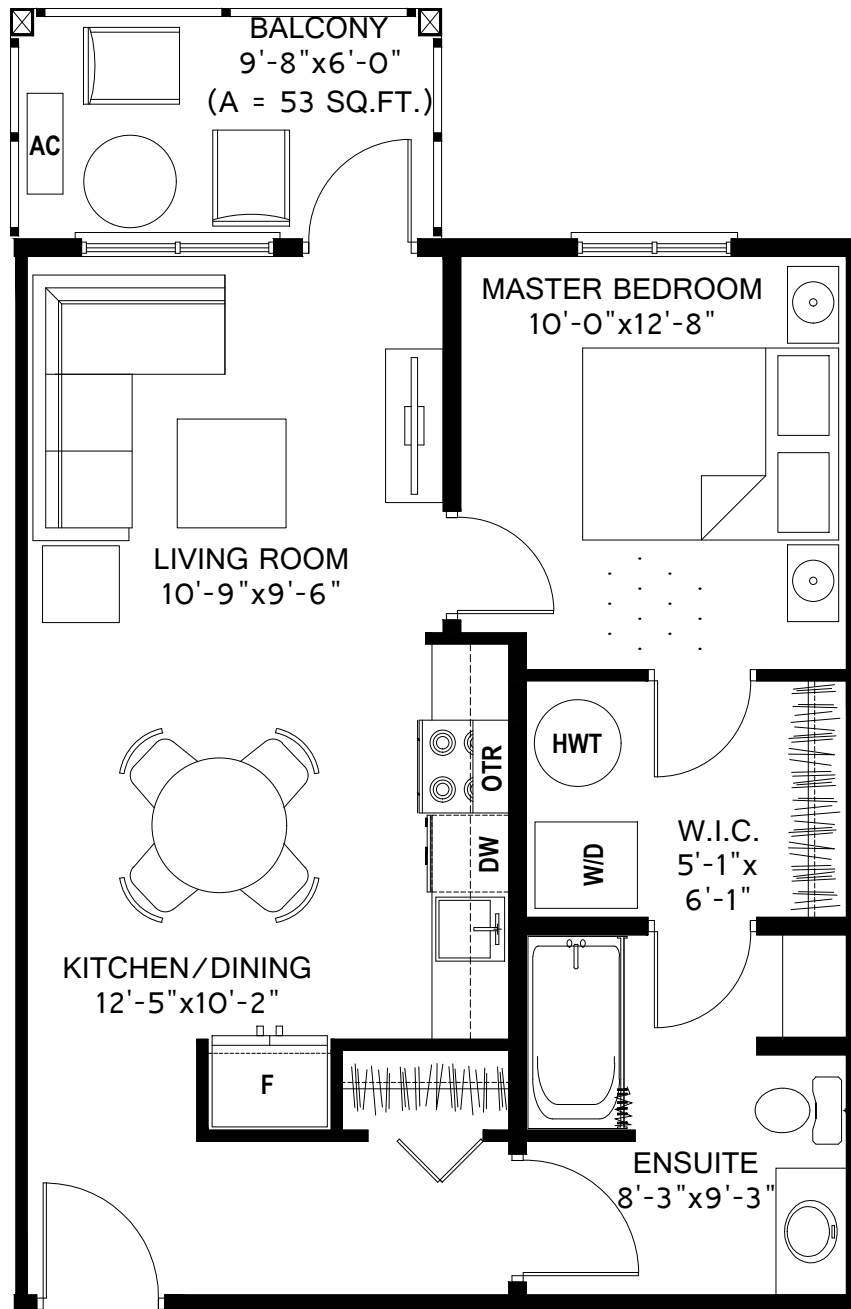 BALCONY
9'-8"x6'-0"
(A = 53 SQ.FT.)
AC
MASTER BEDROOM
10'-0"x12'-8"
LIVING ROOM
10'-9"x9'-6"
HWT
OTR
DW
W/D
W.I.C.
5'-1"x
6'-1"
KITCHEN/DINING
12'-5"x10'-2"
F
ENSUITE
8'-3"x9'-3"